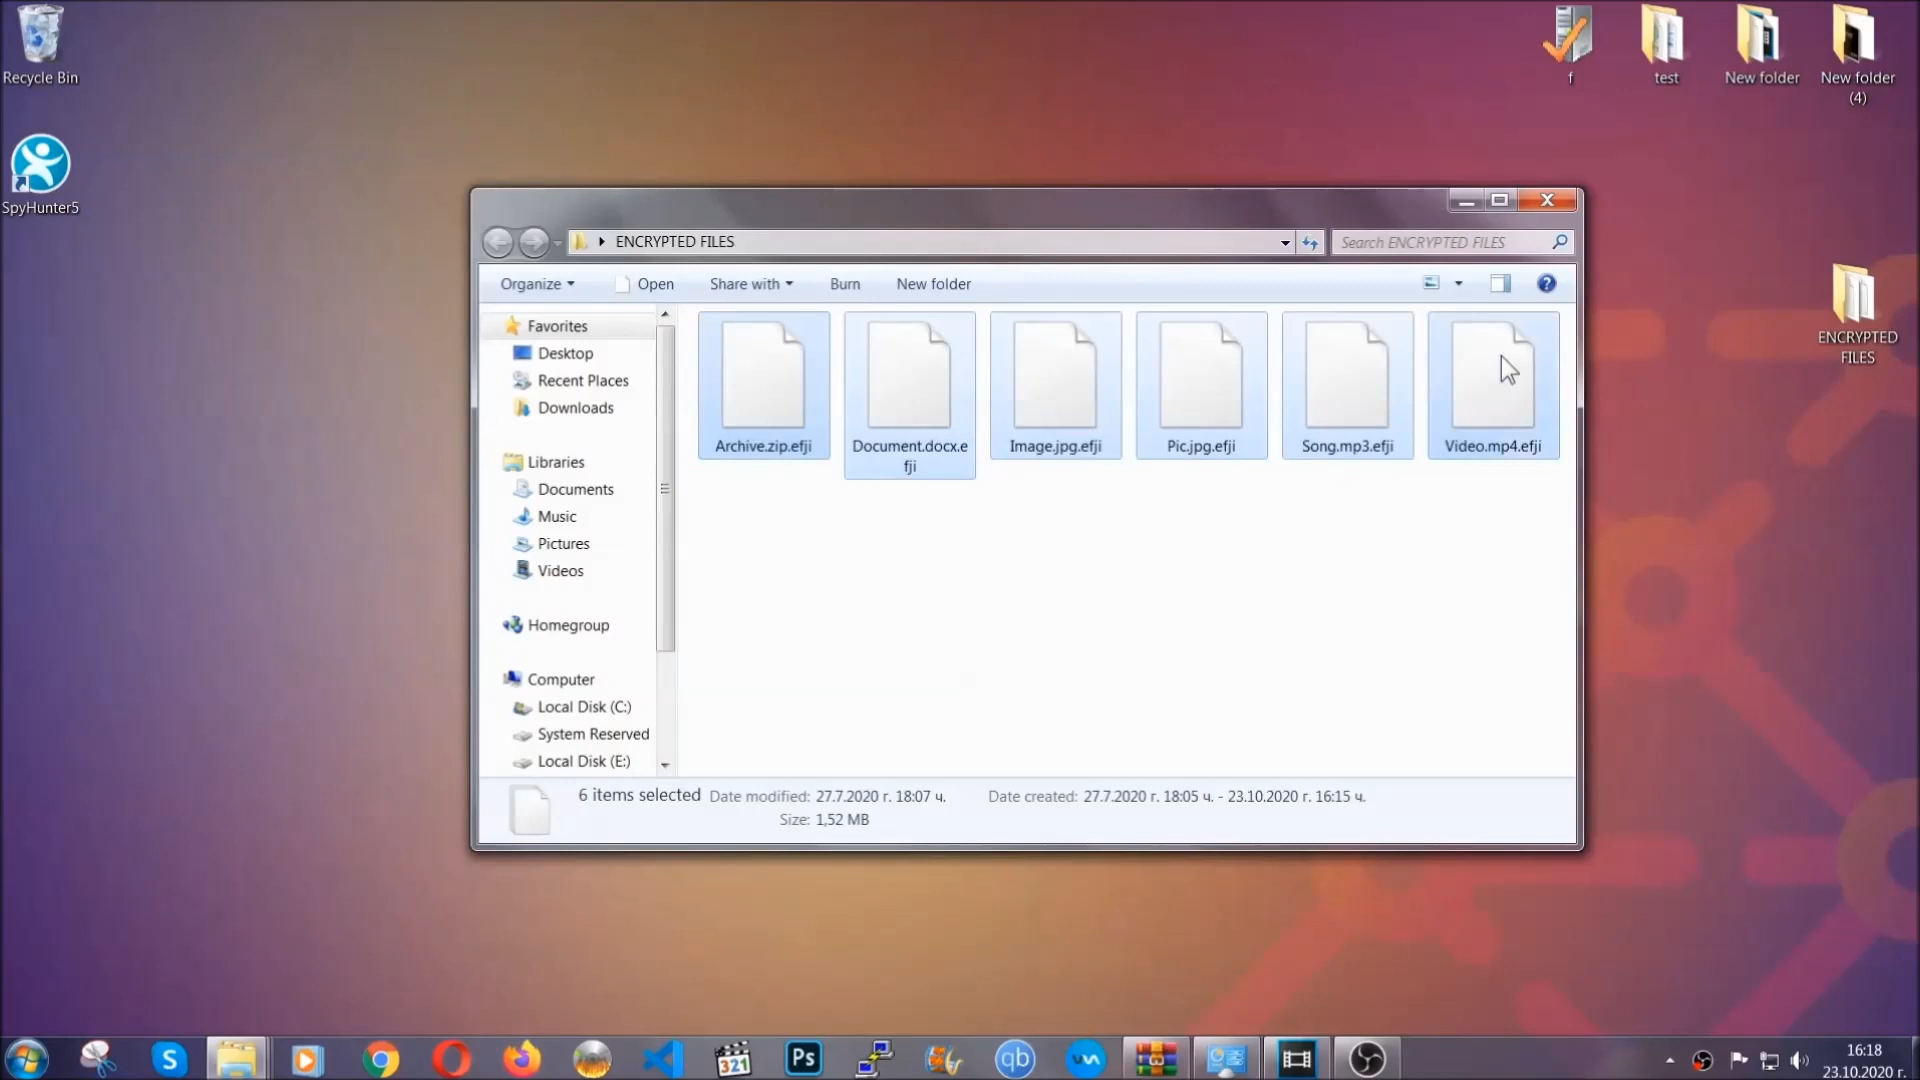 Recycle Bin
SpyHunter5
f
test
New folder
New folder
(4)
ENCRYPTED
FILES
ENCRYPTED FILES
Search ENCRYPTED FILES
Organize
Open
Share with
Burn
New folder
Favorites
Desktop
Recent Places
Downloads
Libraries
Documents
Music
Pictures
Videos
Homegroup
Computer
Local Disk (C:)
System Reserved
Local Disk (E:)
Archive.zip.efji
Document.docx.e
fji
Image.jpg.efji
Pic.jpg.efji
Song.mp3.efji
Video.mp4.efji
6 items selected Date modified: 27.7.2020 г. 18:07 ч. Date created: 27.7.2020 г. 18:05 ч. - 23.10.2020 г. 16:15 ч.
Size: 1,52 MB
S
321
Ps
qb
16:18
23.10.2020 г.